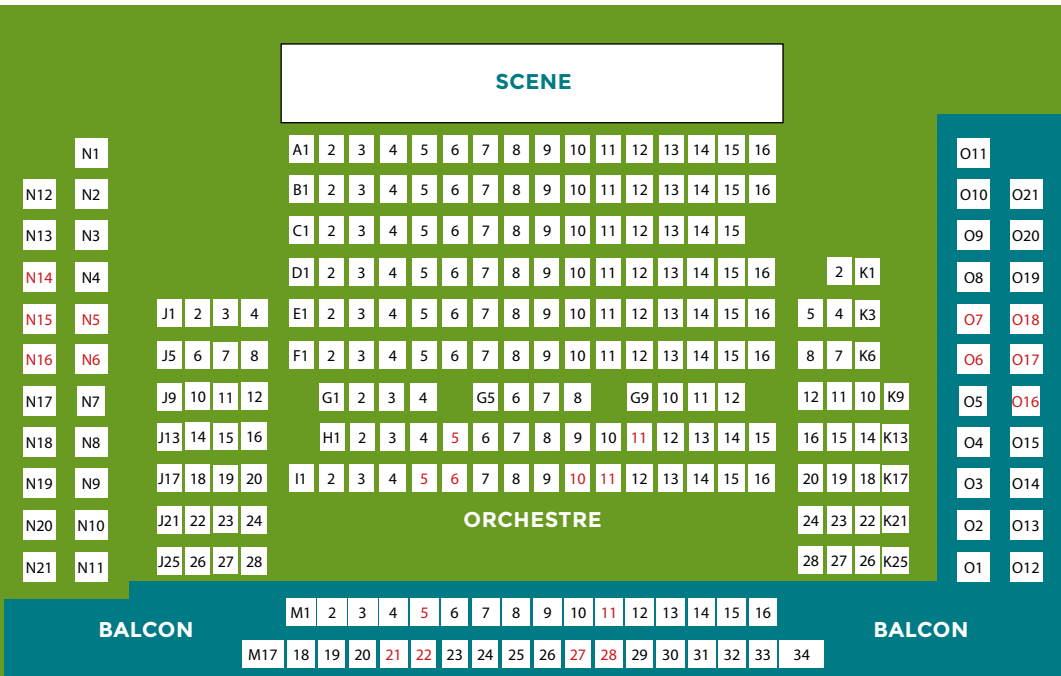 SCENE
N1 A1 2 3 4 5 6 7 8 9 10 11 12 13 14 15 16 O11
N12 N2 B1 2 3 4 5 6 7 8 9 10 11 12 13 14 15 16 O10 O21
N13 N3 C1 2 3 4 5 6 7 8 9 10 11 12 13 14 15 O9 O20
N14 N4 D1 2 3 4 5 6 7 8 9 10 11 12 13 14 15 16 2 K1 O8 O19
N15 N5 J1 2 3 4 E1 2 3 4 5 6 7 8 9 10 11 12 13 14 15 16 5 4 K3 O7 O18
N16 N6 J5 6 7 8 F1 2 3 4 5 6 7 8 9 10 11 12 13 14 15 16 8 7 K6 O6 O17
N17 N7 J9 10 11 12 G1 2 3 4 G5 6 7 8 G9 10 11 12 12 11 10 K9 O5 O16
N18 N8 J13 14 15 16 H1 2 3 4 5 6 7 8 9 10 11 12 13 14 15 16 15 14 K13 O4 O15
N19 N9 J17 18 19 20 I1 2 3 4 5 6 7 8 9 10 11 12 13 14 15 16 20 19 18 K17 O3 O14
N20 N10 J21 22 23 24 ORCHESTRE 24 23 22 K21 O2 O13
N21 N11 J25 26 27 28 28 27 26 K25 O1 O12
BALCON M1 2 3 4 5 6 7 8 9 10 11 12 13 14 15 16 BALCON
M17 18 19 20 21 22 23 24 25 26 27 28 29 30 31 32 33 34